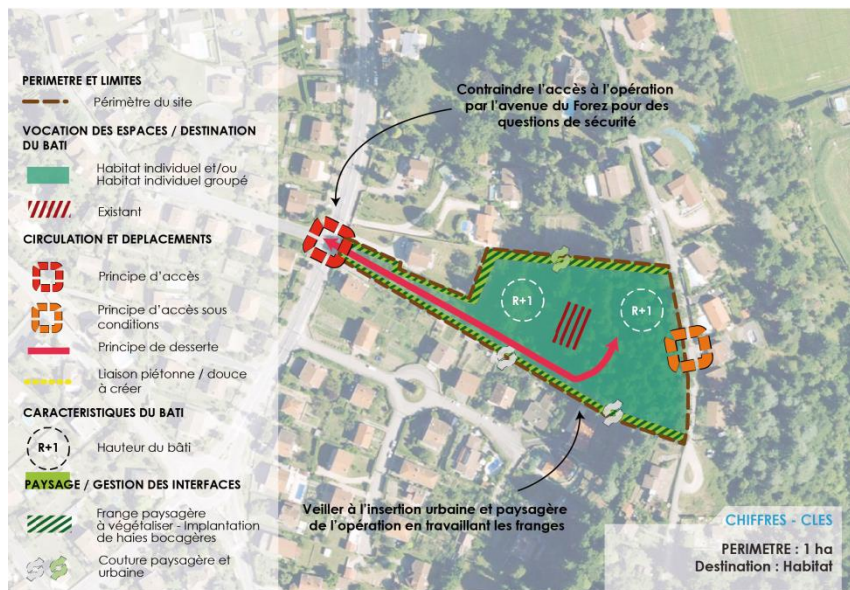 PERIMETRE ET LIMITES
Périmètre du site
VOCATION DES ESPACES / DESTINATION
DU BATI
Habitat individuel et/ou
Habitat individuel groupé
Existant
CIRCULATION ET DEPLACEMENTS
Principe d'accès
Principe d'accès sous
conditions
Principe de desserte
Liaison piétonne / douce
à créer
CARACTERISTIQUES DU BATI
R+1
Hauteur du bâti
PAYSAGE / GESTION DES INTERFACES
Frange paysagère
à végétaliser - Implantation
de haies bocagères
Couture paysagère et
urbaine
Contraindre l'accès à l'opération
par l'avenue du Forez pour des
questions de sécurité
R+1
R+1
Veiller à l'insertion urbaine et paysagère
de l'opération en travaillant les franges
CHIFFRES - CLES
PERIMETRE : 1 ha
Destination : Habitat